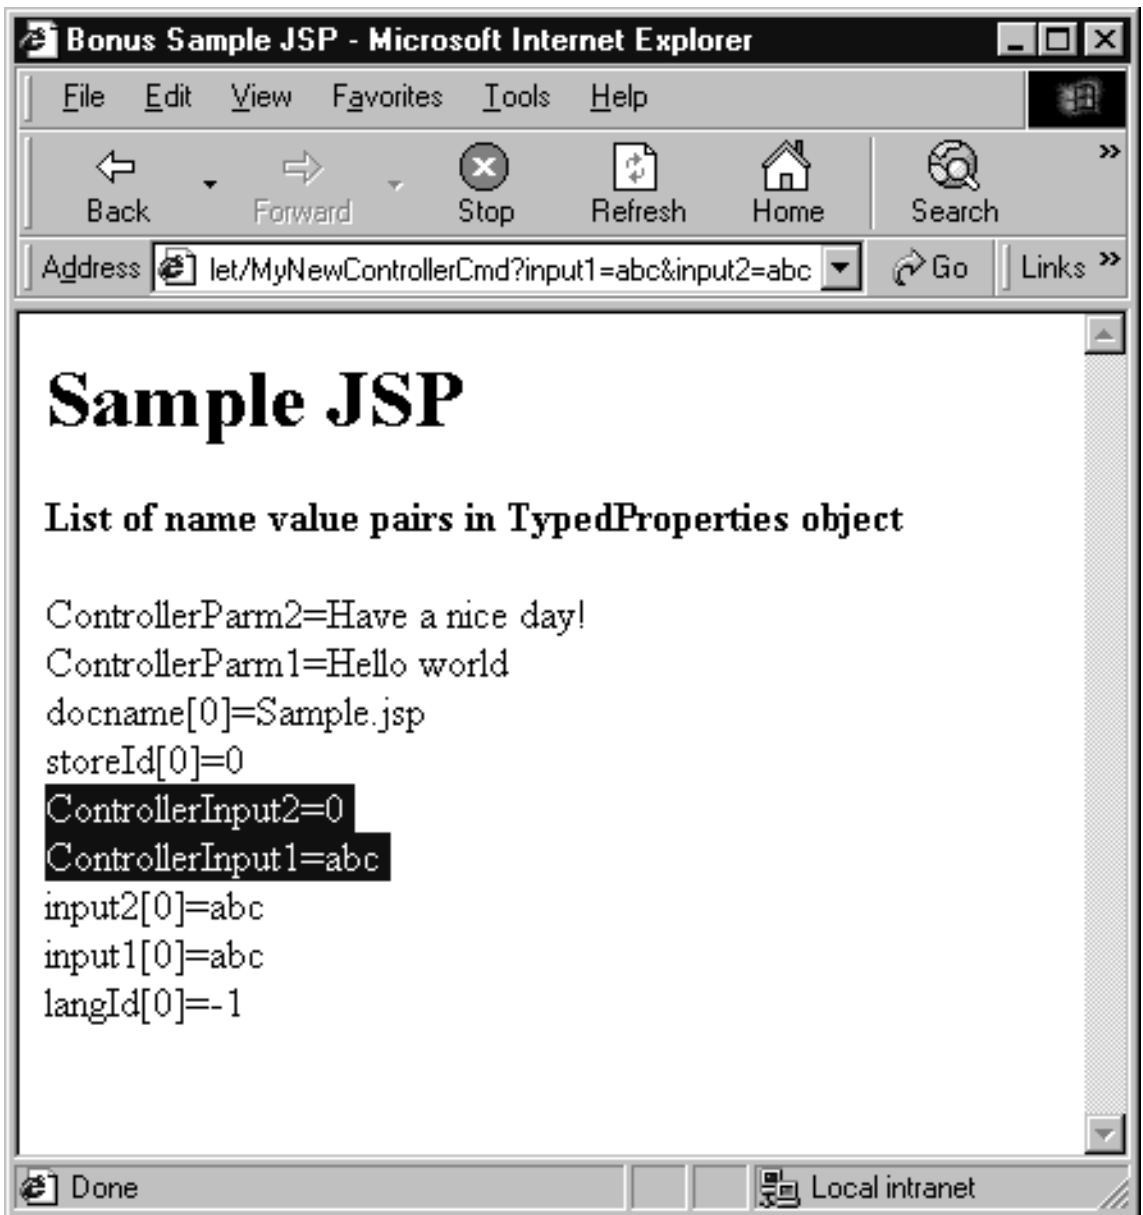 Bonus Sample JSP - Microsoft Internet Explorer
File Edit View Favorites Tools Help
Back Forward Stop Refresh Home Search »
Address let/MyNewControllerCmd?input1=abc&input2=abc Go Links »
Sample JSP
List of name value pairs in TypedProperties object
ControllerParm2=Have a nice day!
ControllerParm1=Hello world
docname[0]=Sample.jsp
storeId[0]=0
ControllerInput2=0
ControllerInput1=abc
input2[0]=abc
input1[0]=abc
langId[0]=-1
Done Local intranet